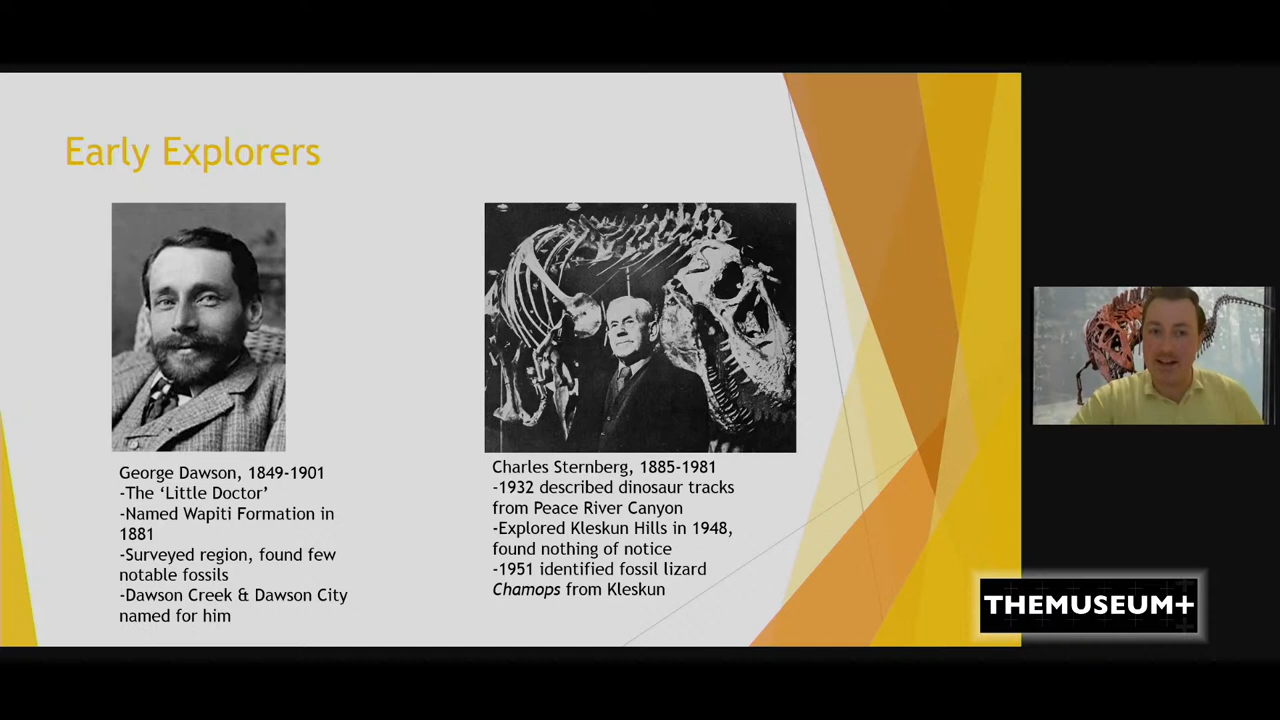 Early Explorers
George Dawson, 1849-1901
-The ‘Little Doctor’
-Named Wapiti Formation in
1881
-Surveyed region, found few
notable fossils
-Dawson Creek & Dawson City
named for him
Charles Sternberg, 1885-1981
-1932 described dinosaur tracks
from Peace River Canyon
-Explored Kleskun Hills in 1948,
found nothing of notice
-1951 identified fossil lizard
Chamops from Kleskun
THEMUSEUM+